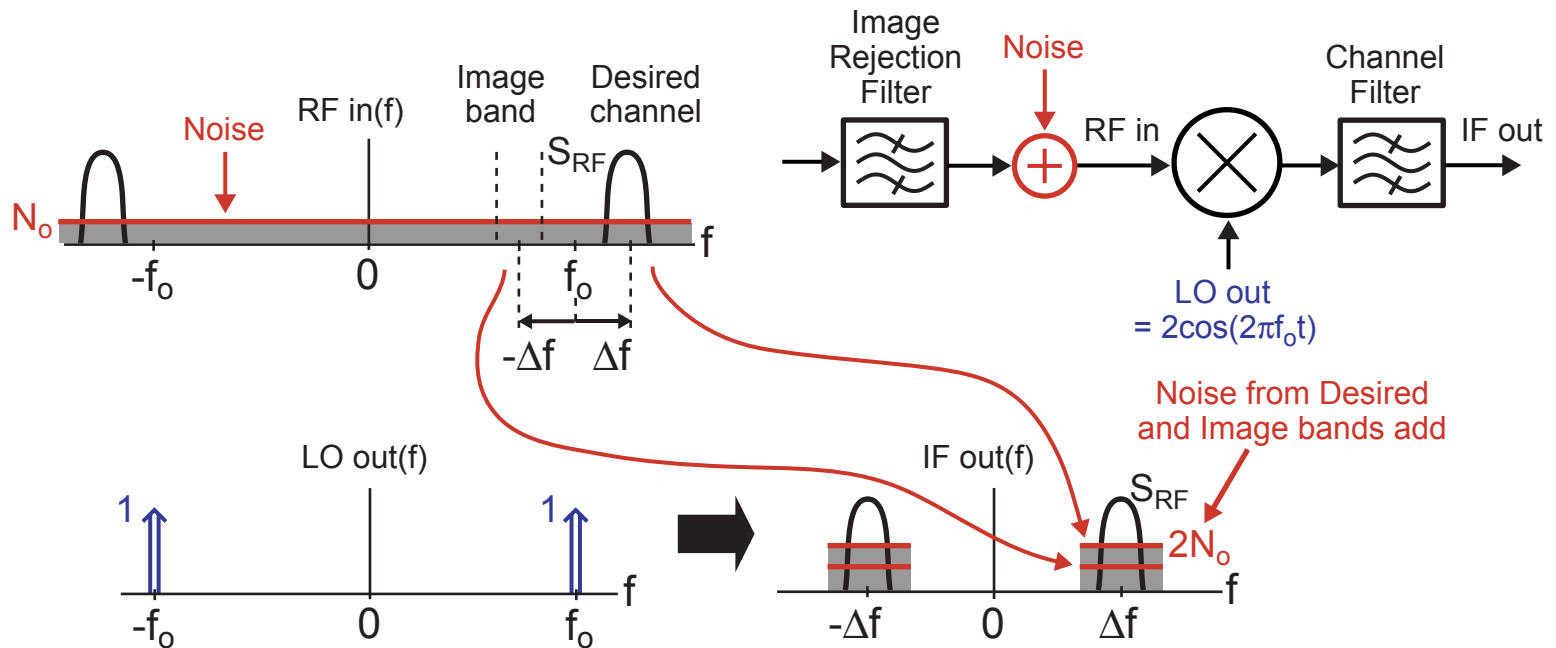 Image
Rejection
Filter
Noise
Channel
Filter
RF in
IF out
LO out
= 2cos(2πfₒt)
Image
band
Desired
channel
RF in(f)
Noise
S_RF
Nₒ
-fₒ
0
fₒ
f
-Δf
Δf
Noise from Desired
and Image bands add
LO out(f)
1
1
-fₒ
0
fₒ
f
IF out(f)
S_RF
2Nₒ
-Δf
0
Δf
f